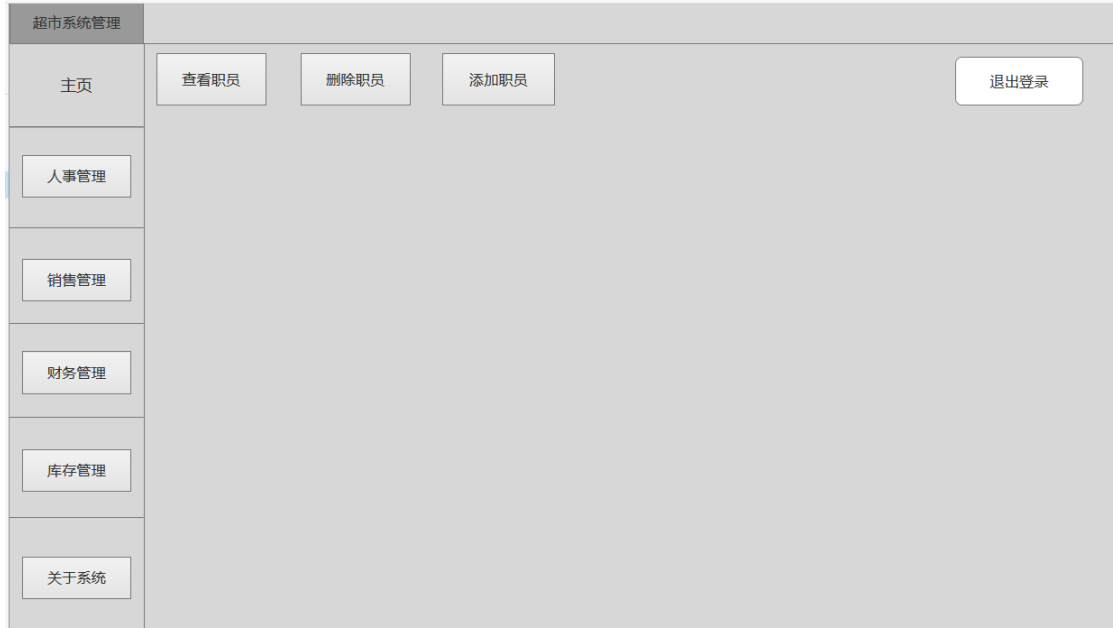 超市系统管理
主页
查看职员
删除职员
添加职员
退出登录
人事管理
销售管理
财务管理
库存管理
关于系统